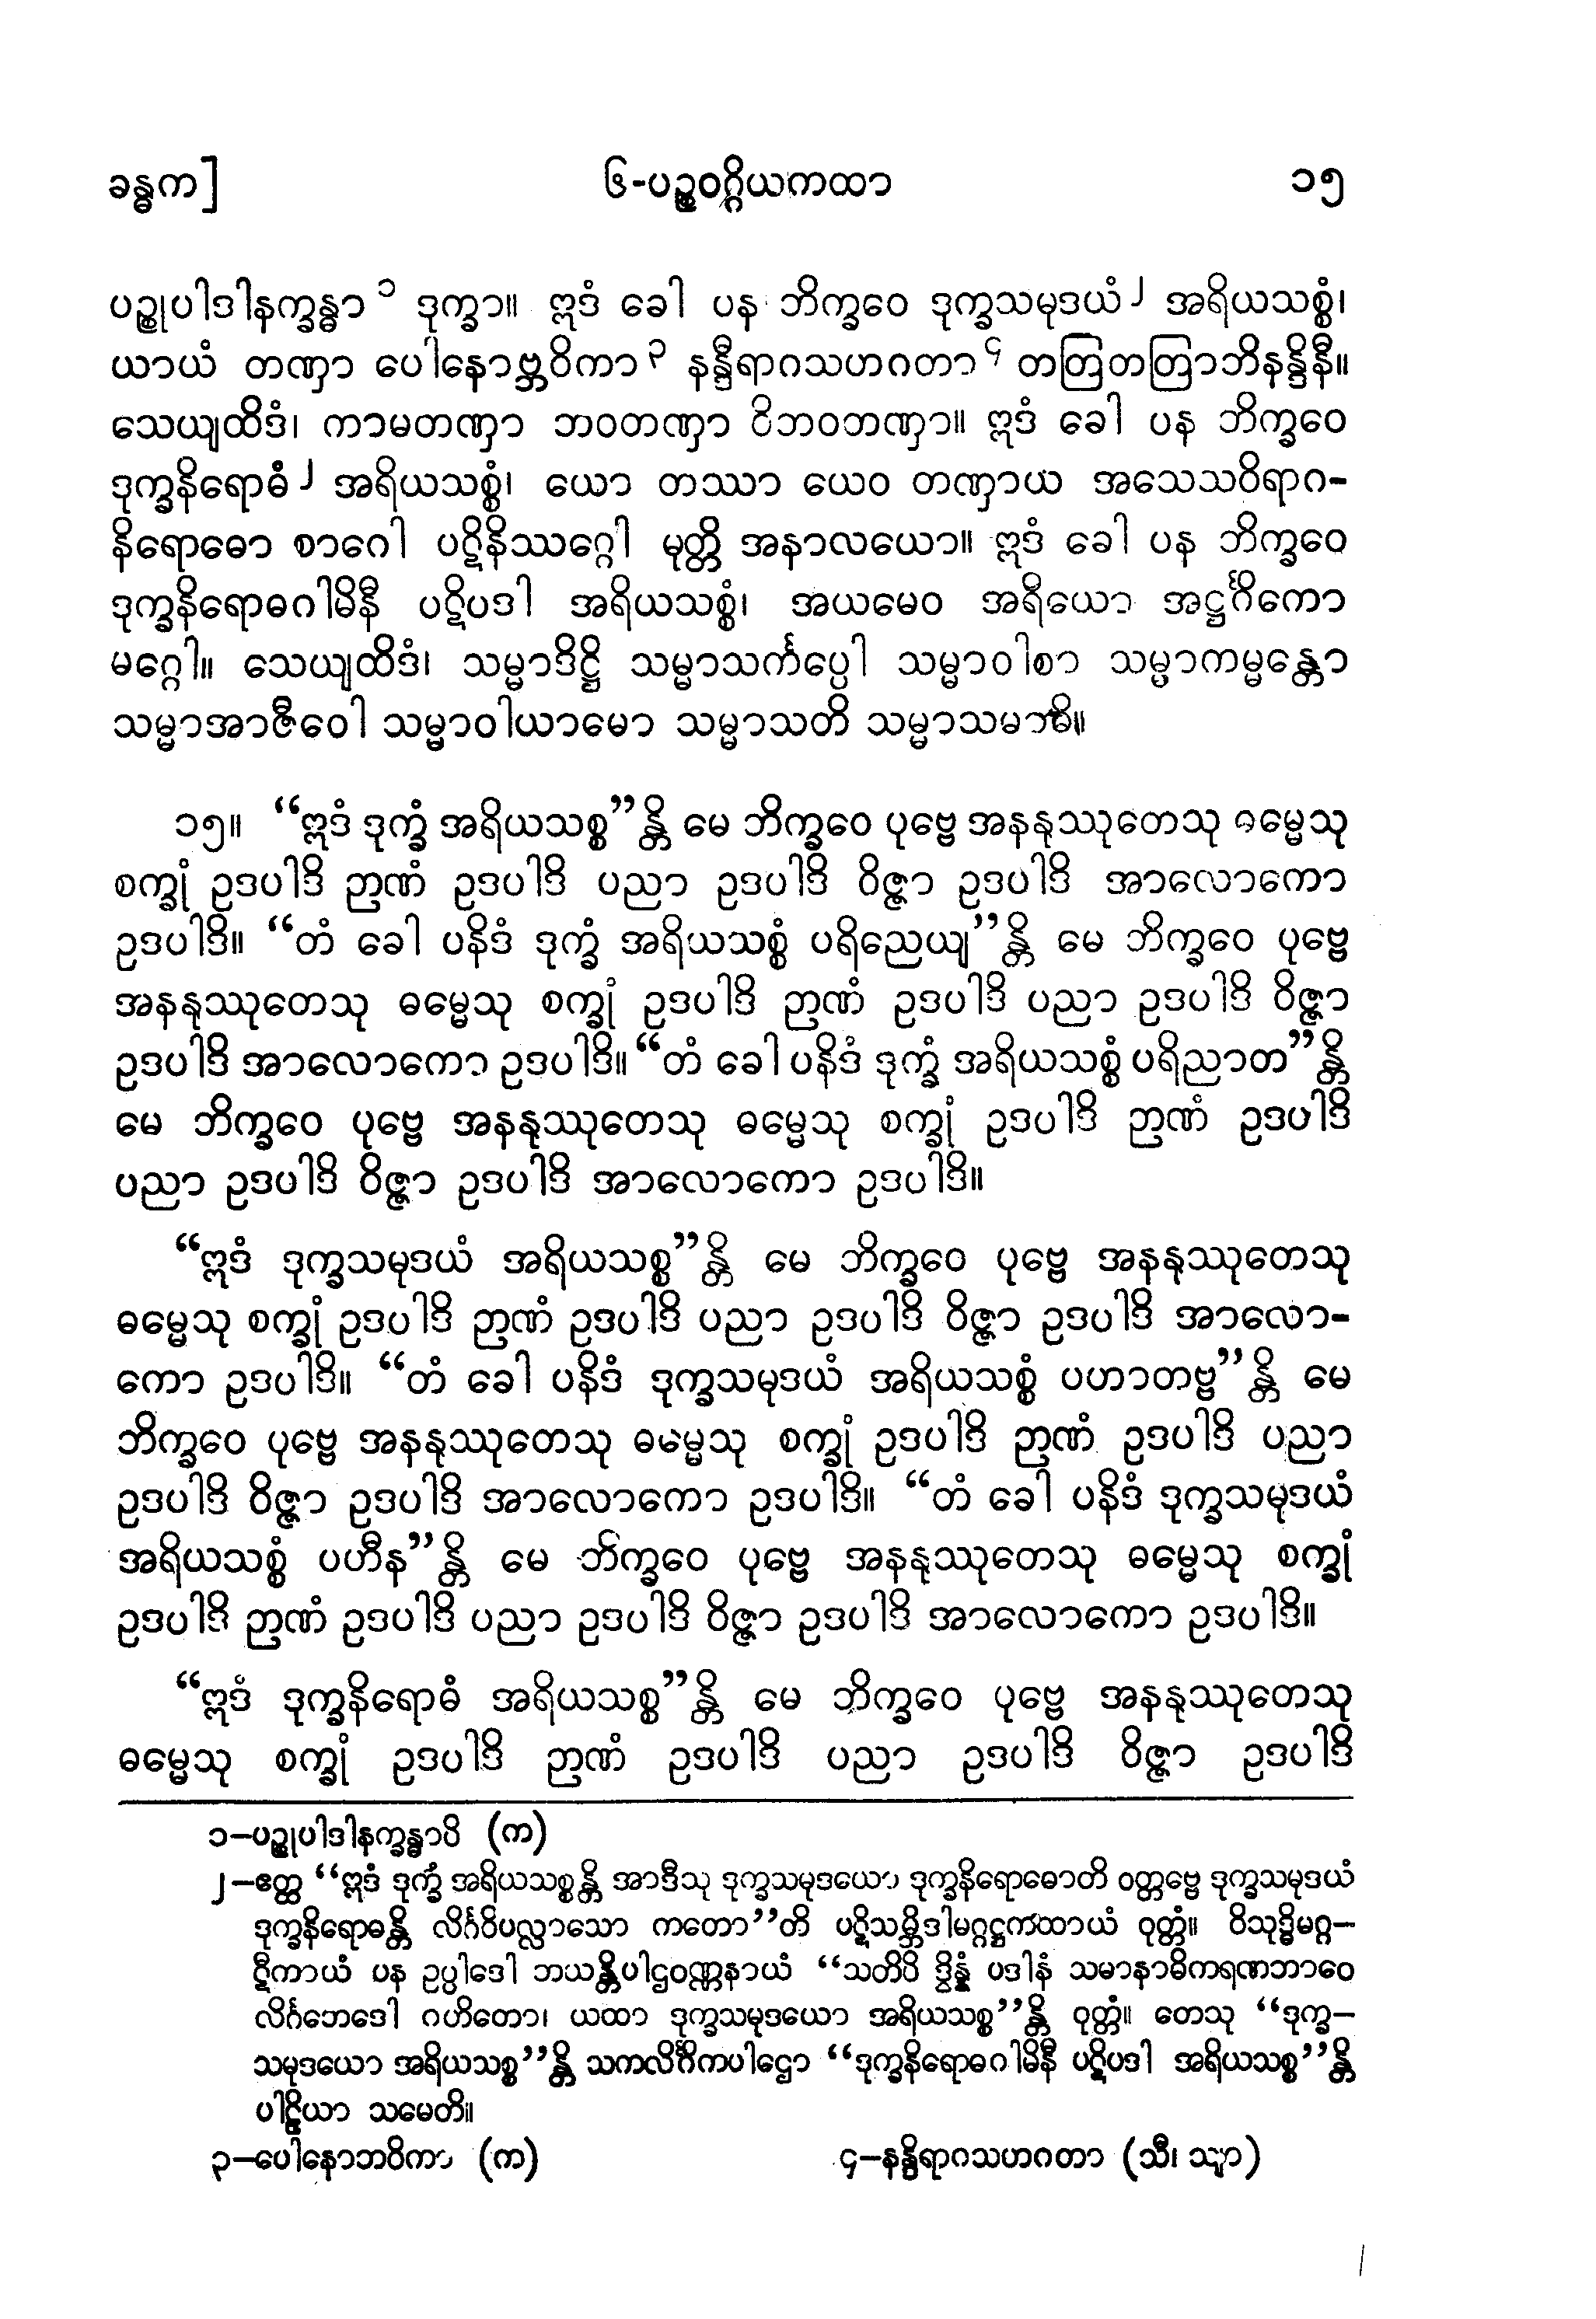 ခန္ဓက] ၆-ပဉ္စဝဂ္ဂိယကထာ ၁၅
ပဉ္စုပါဒါနက္ခန္ဓာ ၁ ဒုက္ခာ။ ဣဒံ ခေါ ပန ဘိက္ခဝေ ဒုက္ခသမုဒယံ ၂ အရိယသစ္စံ၊
ယာယံ တဏှာ ပေါနောဗ္ဘဝိကာ ၃ နန္ဒီရာဂသဟဂတာ ၄ တတြတတြာဘိနန္ဒိနီ။
သေယျထိဒံ၊ ကာမတဏှာ ဘဝတဏှာ ဝိဘဝတဏှာ။ ဣဒံ ခေါ ပန ဘိက္ခဝေ
ဒုက္ခနိရောဓံ ၂ အရိယသစ္စံ၊ ယော တဿာ ယေဝ တဏှာယ အသေသဝိရာဂ-
နိရောဓော စာဂေါ ပဋိနိဿဂ္ဂေါ မုတ္တိ အနာလယော။ ဣဒံ ခေါ ပန ဘိက္ခဝေ
ဒုက္ခနိရောဓဂါမိနီ ပဋိပဒါ အရိယသစ္စံ၊ အယမေဝ အရိယော အဋ္ဌင်္ဂိကော
မဂ္ဂေါ။ သေယျထိဒံ၊ သမ္မာဒိဋ္ဌိ သမ္မာသင်္ကပ္ပေါ သမ္မာဝါစာ သမ္မာကမ္မန္တော
သမ္မာအာဇီဝေါ သမ္မာဝါယာမော သမ္မာသတိ သမ္မာသမာဓိ။
၁၅။ “ဣဒံ ဒုက္ခံ အရိယသစ္စ”န္တိ မေ ဘိက္ခဝေ ပုဗ္ဗေ အနနုဿုတေသု ဓမ္မေသု
စက္ခုံ ဥဒပါဒိ ဉာဏံ ဥဒပါဒိ ပညာ ဥဒပါဒိ ဝိဇ္ဇာ ဥဒပါဒိ အာလောကော
ဥဒပါဒိ။ “တံ ခေါ ပနိဒံ ဒုက္ခံ အရိယသစ္စံ ပရိညေယျ”န္တိ မေ ဘိက္ခဝေ ပုဗ္ဗေ
အနနုဿုတေသု ဓမ္မေသု စက္ခုံ ဥဒပါဒိ ဉာဏံ ဥဒပါဒိ ပညာ ဥဒပါဒိ ဝိဇ္ဇာ
ဥဒပါဒိ အာလောကော ဥဒပါဒိ။ “တံ ခေါ ပနိဒံ ဒုက္ခံ အရိယသစ္စံ ပရိညာတ”န္တိ
မေ ဘိက္ခဝေ ပုဗ္ဗေ အနနုဿုတေသု ဓမ္မေသု စက္ခုံ ဥဒပါဒိ ဉာဏံ ဥဒပါဒိ
ပညာ ဥဒပါဒိ ဝိဇ္ဇာ ဥဒပါဒိ အာလောကော ဥဒပါဒိ။
“ဣဒံ ဒုက္ခသမုဒယံ အရိယသစ္စ”န္တိ မေ ဘိက္ခဝေ ပုဗ္ဗေ အနနုဿုတေသု
ဓမ္မေသု စက္ခုံ ဥဒပါဒိ ဉာဏံ ဥဒပါဒိ ပညာ ဥဒပါဒိ ဝိဇ္ဇာ ဥဒပါဒိ အာလော-
ကော ဥဒပါဒိ။ “တံ ခေါ ပနိဒံ ဒုက္ခသမုဒယံ အရိယသစ္စံ ပဟာတဗ္ဗ”န္တိ မေ
ဘိက္ခဝေ ပုဗ္ဗေ အနနုဿုတေသု ဓမ္မေသု စက္ခုံ ဥဒပါဒိ ဉာဏံ ဥဒပါဒိ ပညာ
ဥဒပါဒိ ဝိဇ္ဇာ ဥဒပါဒိ အာလောကော ဥဒပါဒိ။ “တံ ခေါ ပနိဒံ ဒုက္ခသမုဒယံ
အရိယသစ္စံ ပဟီန”န္တိ မေ ဘိက္ခဝေ ပုဗ္ဗေ အနနုဿုတေသု ဓမ္မေသု စက္ခုံ
ဥဒပါဒိ ဉာဏံ ဥဒပါဒိ ပညာ ဥဒပါဒိ ဝိဇ္ဇာ ဥဒပါဒိ အာလောကော ဥဒပါဒိ။
“ဣဒံ ဒုက္ခနိရောဓံ အရိယသစ္စ”န္တိ မေ ဘိက္ခဝေ ပုဗ္ဗေ အနနုဿုတေသု
ဓမ္မေသု စက္ခုံ ဥဒပါဒိ ဉာဏံ ဥဒပါဒိ ပညာ ဥဒပါဒိ ဝိဇ္ဇာ ဥဒပါဒိ
၁–ပဉ္စုပါဒါနက္ခန္ဓာပိ (က)
၂–ဧတ္ထ “ဣဒံ ဒုက္ခံ အရိယသစ္စန္တိ အာဒီသု ဒုက္ခသမုဒယော ဒုက္ခနိရောဓောတိ ဝတ္တဗ္ဗေ ဒုက္ခသမုဒယံ
ဒုက္ခနိရောဓန္တိ လိင်္ဂဝိပလ္လာသော ကတော”တိ ပဋိသမ္ဘိဒါမဂ္ဂဋ္ဌကထာယံ ဝုတ္တံ။ ဝိသုဒ္ဓိမဂ္ဂ–
ဋီကာယံ ပန ဥပ္ပါဒေါ ဘယန္တိပါဌဝဏ္ဏနာယံ “သတိပိ ဒွိန္နံ ပဒါနံ သမာနာဓိကရဏဘာဝေ
လိင်္ဂဘေဒေါ ဂဟိတော၊ ယထာ ဒုက္ခသမုဒယော အရိယသစ္စ”န္တိ ဝုတ္တံ။ တေသု “ဒုက္ခ–
သမုဒယော အရိယသစ္စ”န္တိ သကလိင်္ဂိကပါဌော “ဒုက္ခနိရောဓဂါမိနီ ပဋိပဒါ အရိယသစ္စ”န္တိ
ပါဠိယာ သမေတိ။
၃–ပေါနောဘဝိကာ (က) ၄–နန္ဒိရာဂသဟဂတာ (သီ၊ သျာ)